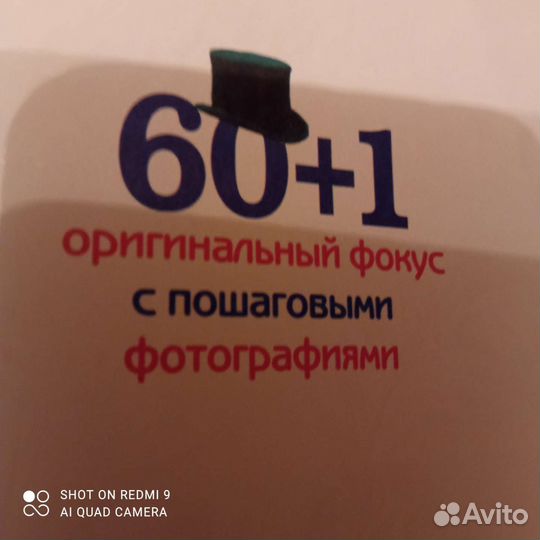 60+1
оригинальный фокус
с пошаговыми
фотографиями
SHOT ON REDMI 9
AI QUAD CAMERA
Avito